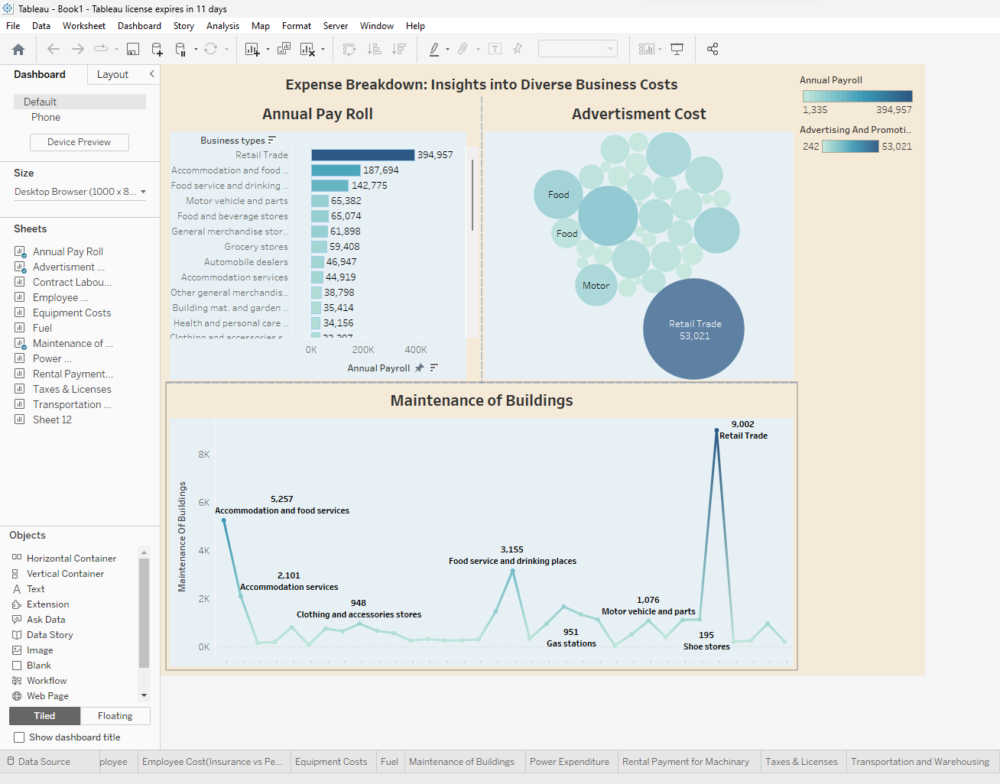 Tableau - Book1 - Tableau license expires in 11 days
File Data Worksheet Dashboard Story Analysis Map Format Server Window Help
Dashboard Layout
Default
Phone
Device Preview
Size
Desktop Browser (1000 x 8...
Sheets
Annual Pay Roll
Advertisment ...
Contract Labou...
Employee ...
Equipment Costs
Fuel
Maintenance of ...
Power ...
Rental Payment...
Taxes & Licenses
Transportation ...
Sheet 12
Objects
Horizontal Container
Vertical Container
Text
Extension
Ask Data
Data Story
Image
Blank
Workflow
Web Page
Tiled Floating
Show dashboard title
Expense Breakdown: Insights into Diverse Business Costs
Annual Pay Roll
Business types
Retail Trade 394,957
Accommodation and food .. 187,694
Food service and drinking .. 142,775
Motor vehicle and parts 65,382
Food and beverage stores 65,074
General merchandise stor.. 61,898
Grocery stores 59,408
Automobile dealers 46,947
Accommodation services 44,919
Other general merchandis.. 38,798
Building mat. and garden .. 35,414
Health and personal care .. 34,156
Clothing and accessories s..
0K 200K 400K
Annual Payroll
Advertisment Cost
Food
Food
Motor
Retail Trade
53,021
Annual Payroll
1,335 394,957
Advertising And Promoti..
242 53,021
Maintenance of Buildings
Maintenance Of Buildings
8K
6K
4K
2K
0K
5,257
Accommodation and food services
2,101
Accommodation services
948
Clothing and accessories stores
3,155
Food service and drinking places
951
Gas stations
1,076
Motor vehicle and parts
195
Shoe stores
9,002
Retail Trade
Data Source ployee Employee Cost(Insurance vs Pe... Equipment Costs Fuel Maintenance of Buildings Power Expenditure Rental Payment for Machinary Taxes & Licenses Transportation and Warehousing